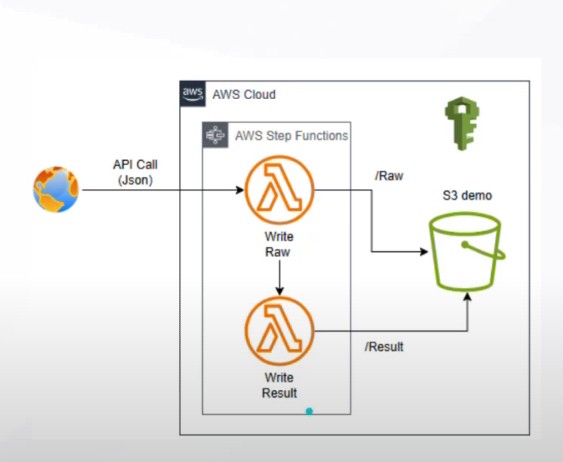 aws
AWS Cloud
AWS Step Functions
API Call
(Json)
/Raw
S3 demo
Write
Raw
/Result
Write
Result